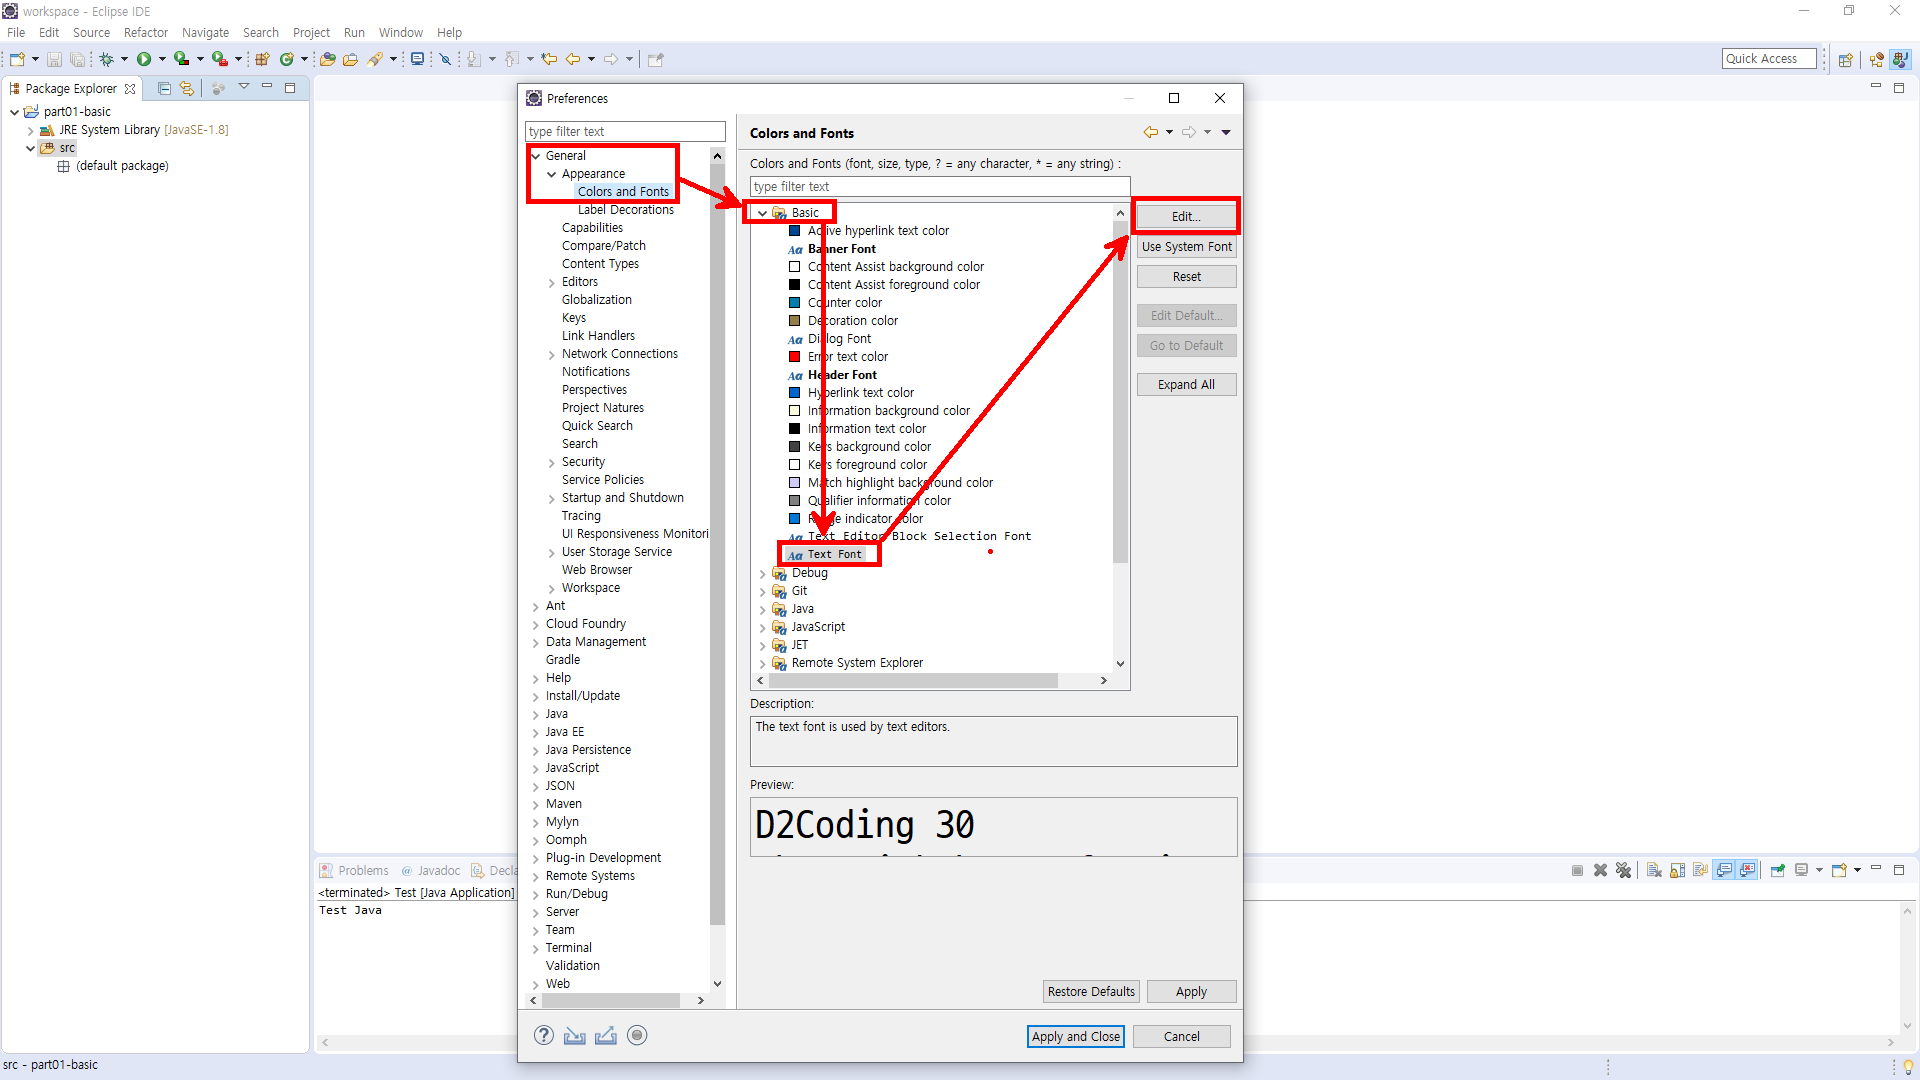 workspace - Eclipse IDE
File Edit Source Refactor Navigate Search Project Run Window Help
Quick Access
Package Explorer
part01-basic
JRE System Library [JavaSE-1.8]
src
(default package)
Preferences
type filter text
General
Appearance
Colors and Fonts
Label Decorations
Capabilities
Compare/Patch
Content Types
Editors
Globalization
Keys
Link Handlers
Network Connections
Notifications
Perspectives
Project Natures
Quick Search
Search
Security
Service Policies
Startup and Shutdown
Tracing
UI Responsiveness Monitori
User Storage Service
Web Browser
Workspace
Ant
Cloud Foundry
Data Management
Gradle
Help
Install/Update
Java
Java EE
Java Persistence
JavaScript
JSON
Maven
Mylyn
Oomph
Plug-in Development
Remote Systems
Run/Debug
Server
Team
Terminal
Validation
Web
Colors and Fonts
Colors and Fonts (font, size, type, ? = any character, * = any string) :
type filter text
Basic
Active hyperlink text color
Banner Font
Content Assist background color
Content Assist foreground color
Counter color
Decoration color
Dialog Font
Error text color
Header Font
Hyperlink text color
Information background color
Information text color
Keys background color
Keys foreground color
Match highlight background color
Qualifier information color
Range indicator color
Text Editor Block Selection Font
Text Font
Debug
Git
Java
JavaScript
JET
Remote System Explorer
Edit...
Use System Font
Reset
Edit Default...
Go to Default
Expand All
Description:
The text font is used by text editors.
Preview:
D2Coding 30
Restore Defaults Apply
Apply and Close Cancel
Problems @ Javadoc Decla
<terminated> Test [Java Application]
Test Java
src - part01-basic